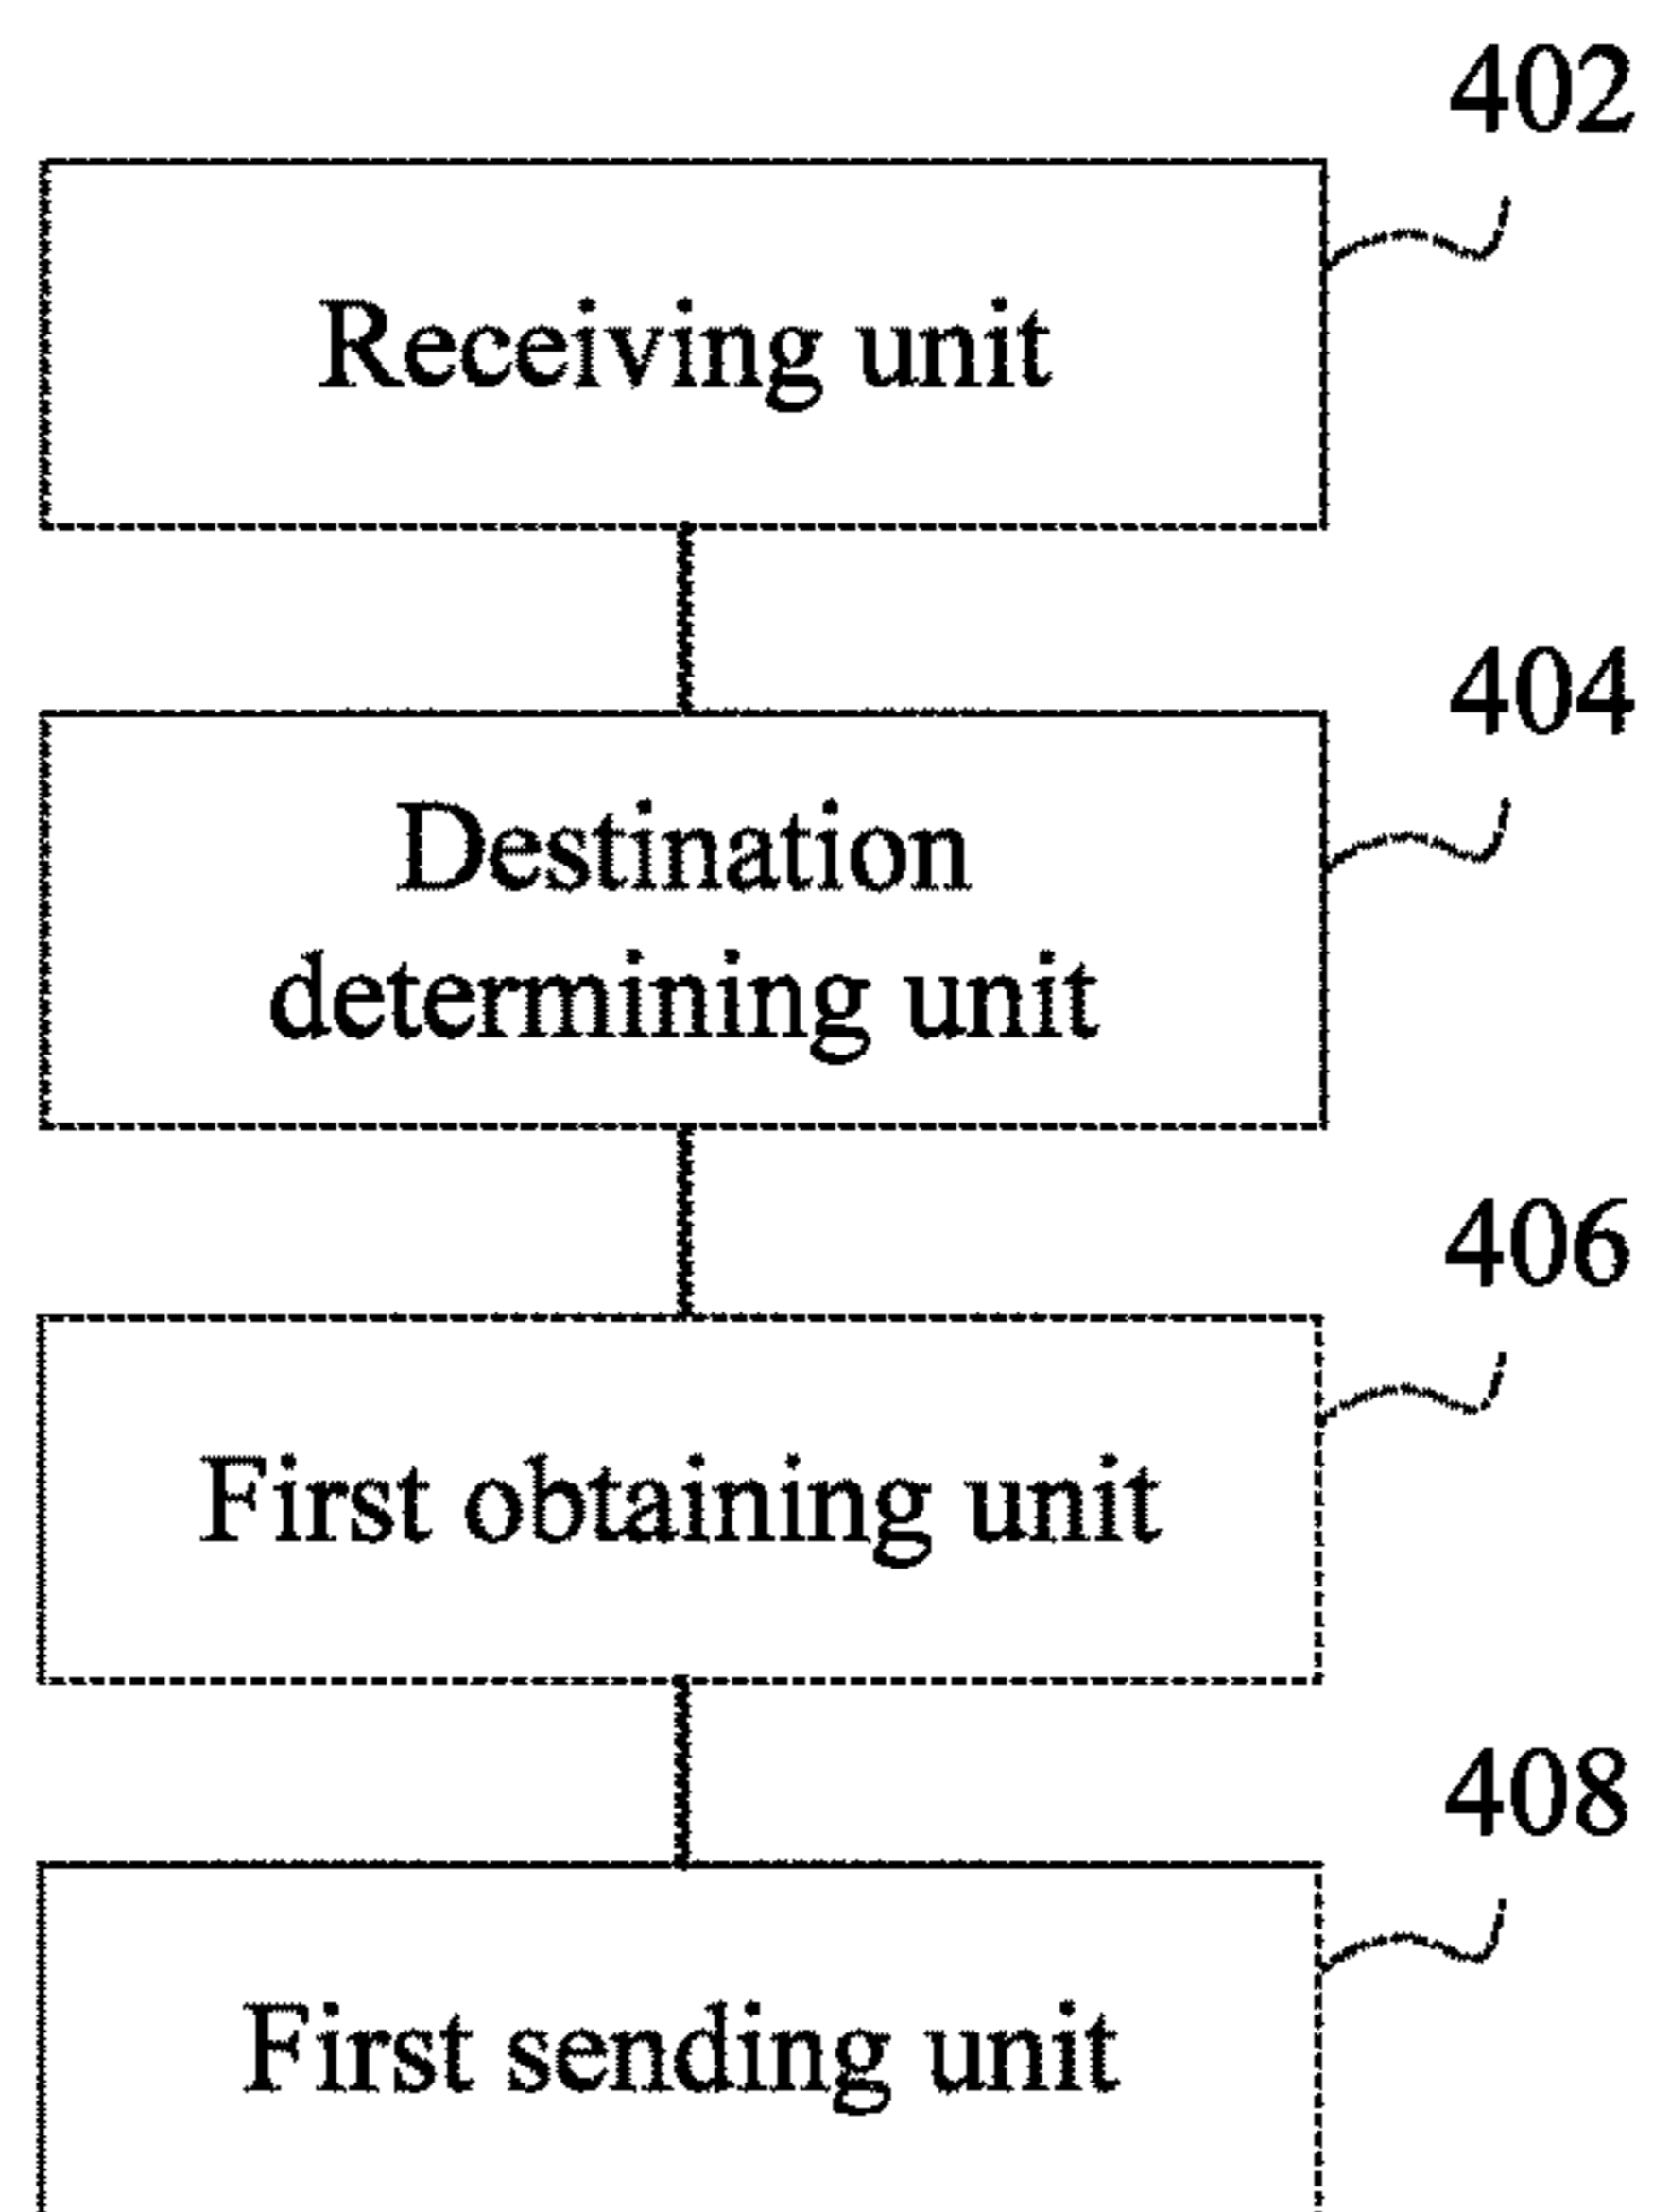 402
Receiving unit
404
Destination
determining unit
406
First obtaining unit
408
First sending unit